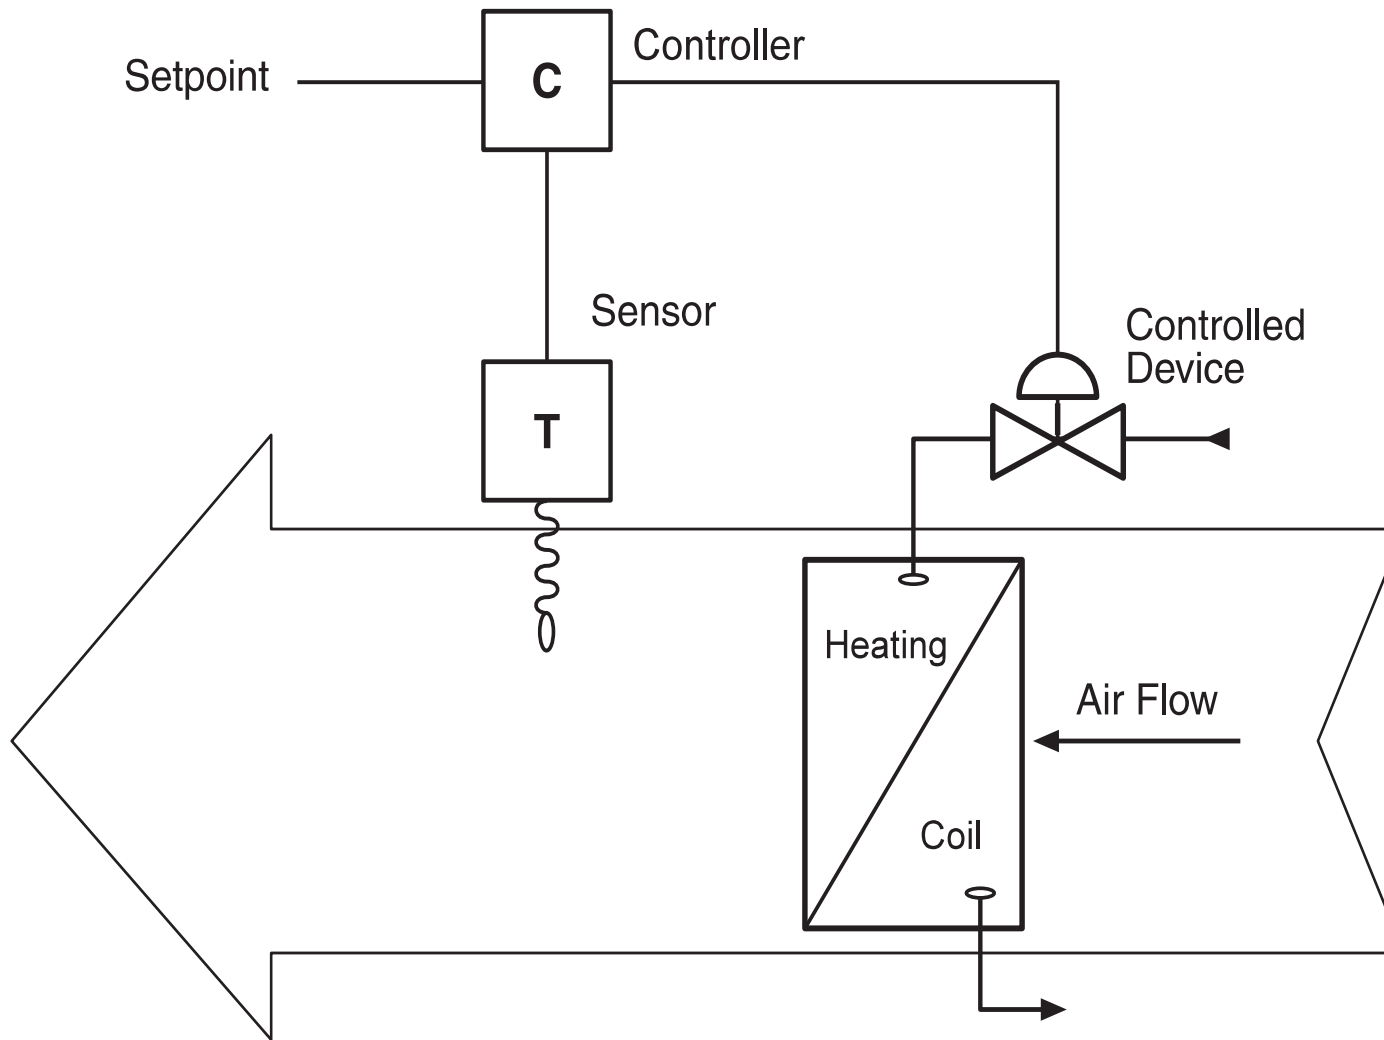 Controller
Setpoint
C
Sensor
Controlled
Device
T
Heating
Air Flow
Coil